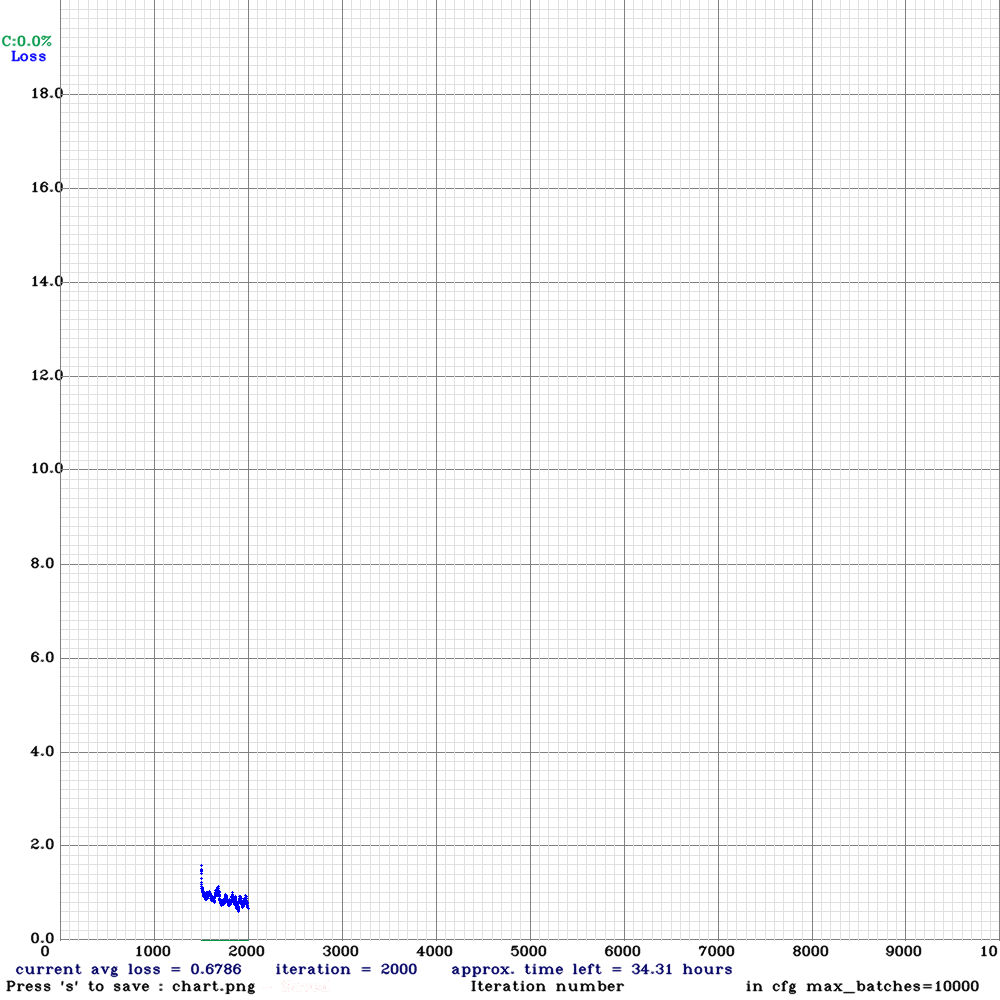 C:0.0%
Loss
18.0
16.0
14.0
12.0
10.0
8.0
6.0
4.0
2.0
0.0
0 1000 2000 3000 4000 5000 6000 7000 8000 9000 10
current avg loss = 0.6786 iteration = 2000 approx. time left = 34.31 hours
Press 's' to save : chart.png Iteration number in cfg max_batches=10000